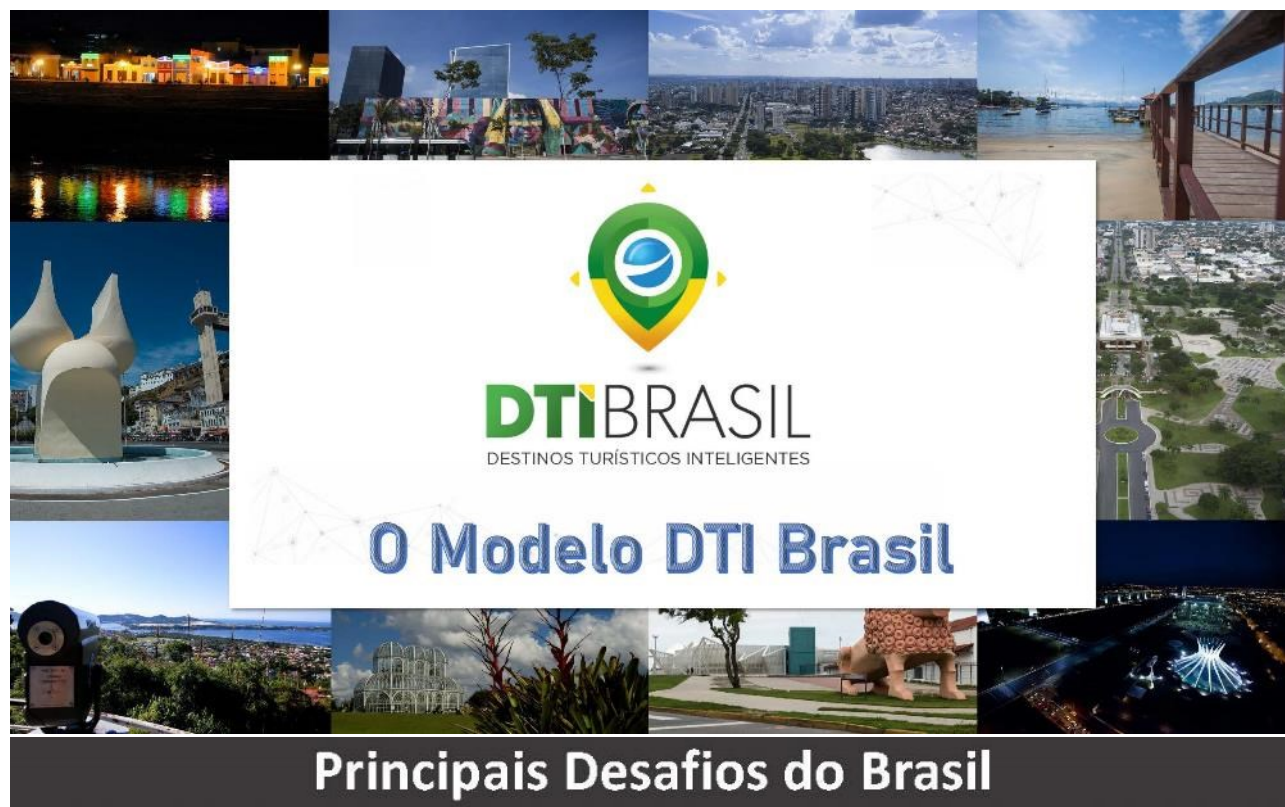 DTIBRASIL
DESTINOS TURÍSTICOS INTELIGENTES
O Modelo DTI Brasil
Principais Desafios do Brasil